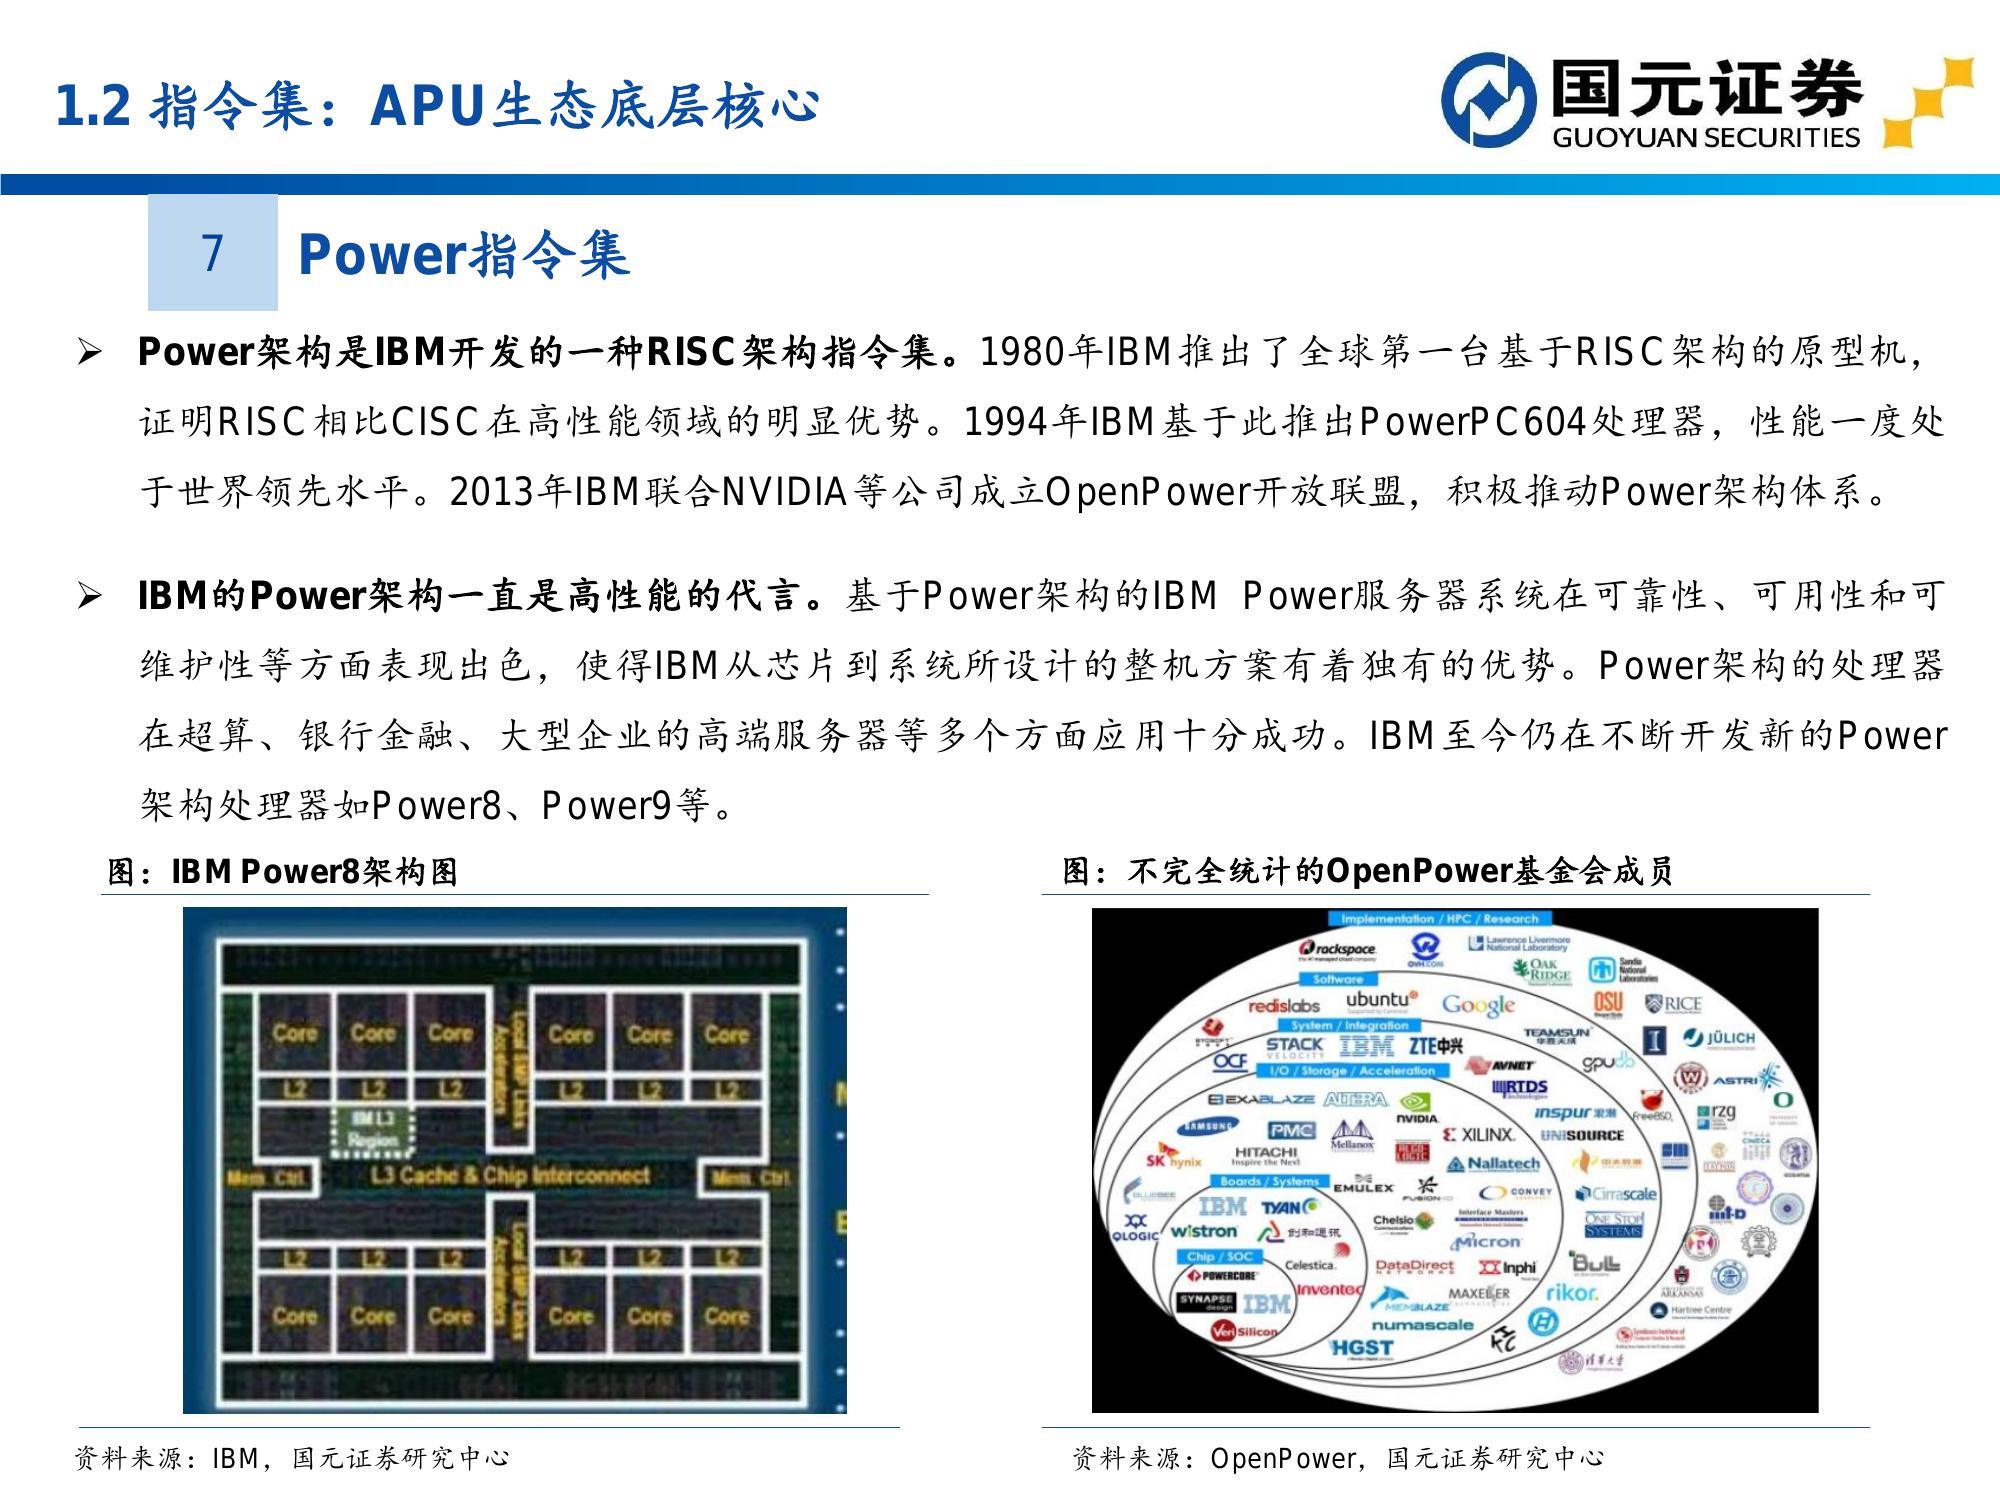 1.2 指令集：APU生态底层核心
国元证券
GUOYUAN SECURITIES
7
Power指令集
➢ Power架构是IBM开发的一种RISC架构指令集。1980年IBM推出了全球第一台基于RISC架构的原型机，
证明RISC相比CISC在高性能领域的明显优势。1994年IBM基于此推出PowerPC604处理器，性能一度处
于世界领先水平。2013年IBM联合NVIDIA等公司成立OpenPower开放联盟，积极推动Power架构体系。
➢ IBM的Power架构一直是高性能的代言。基于Power架构的IBM Power服务器系统在可靠性、可用性和可
维护性等方面表现出色，使得IBM从芯片到系统所设计的整机方案有着独有的优势。Power架构的处理器
在超算、银行金融、大型企业的高端服务器等多个方面应用十分成功。IBM至今仍在不断开发新的Power
架构处理器如Power8、Power9等。
图：IBM Power8架构图
Core Core Core Core Core Core
L2 L2 L2 L2 L2 L2
Local SMP Links
Accelerators
8M L3
Region
Mem. Ctrl. L3 Cache & Chip Interconnect Mem. Ctrl.
Local SMP Links
Accelerators
L2 L2 L2 L2 L2 L2
Core Core Core Core Core Core
资料来源：IBM，国元证券研究中心
图：不完全统计的OpenPower基金会成员
Implementation / HPC / Research
rackspace
OVH.COM
Lawrence Livermore
National Laboratory
OAK
RIDGE
Sandia
National
Laboratories
Software
redislabs
ubuntu
Google
OSU
RICE
System / Integration
TEAMSUN
JÜLICH
STACK
VELOCITY
IBM
ZTE中兴
OCF
AVNET
gpudb
ASTRI
I/O / Storage / Acceleration
RTDS
EXABLAZE
ALTERA
NVIDIA
inspur 浪潮
FreeBSD
rzg
SAMSUNG
PMC
Mellanox
XILINX
UNISOURCE
CINECA
SK hynix
HITACHI
Inspire the Next
Nallatech
Boards / Systems
EMULEX
FUSION-IO
CONVEY
Cirrascale
BLUEBEE
IBM
TYAN
Chelsio
Interface Masters
ONE STOP
SYSTEMS
QLOGIC
wistron
创和通讯
Micron
Chip / SOC
Celestica
DataDirect
NETWORKS
Inphi
Bull
POWERCORE
Inventec
MEMBLAZE
MAXELER
Technologies
rikor
ARKANSAS
SYNAPSE
design
IBM
numascale
Hartree Centre
VeriSilicon
HGST
清华大学
资料来源：OpenPower，国元证券研究中心